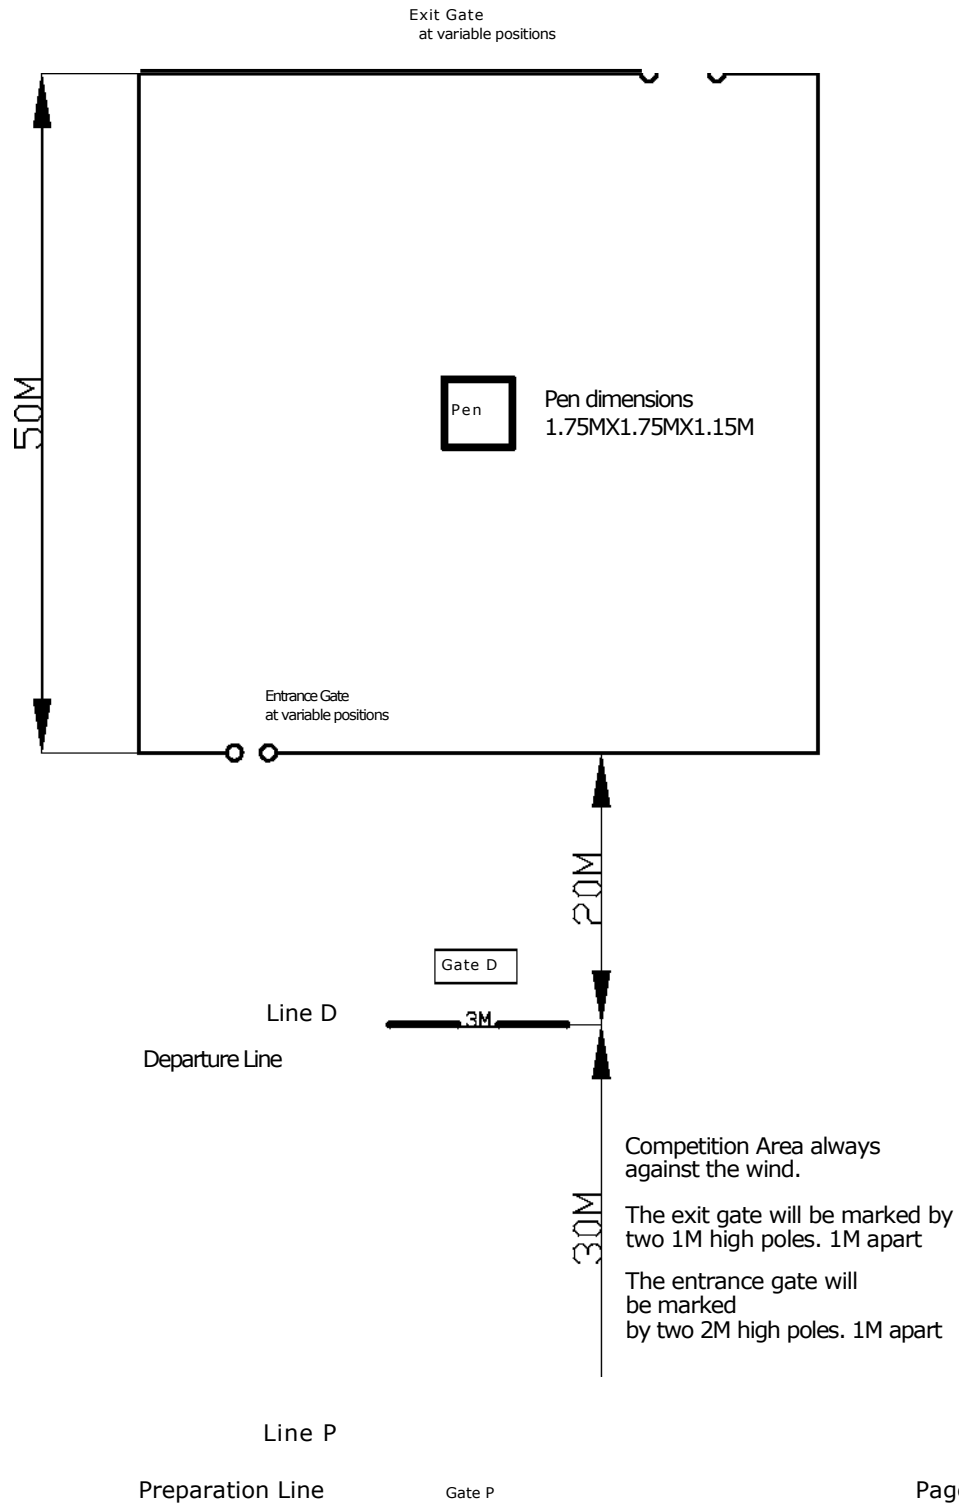 Exit Gate
at variable positions
50M
Pen
Pen dimensions
1.75MX1.75MX1.15M
Entrance Gate
at variable positions
20M
Gate D
Line D
3M
Departure Line
Competition Area always
against the wind.
30M
The exit gate will be marked by
two 1M high poles. 1M apart
The entrance gate will
be marked
by two 2M high poles. 1M apart
Line P
Preparation Line
Gate P